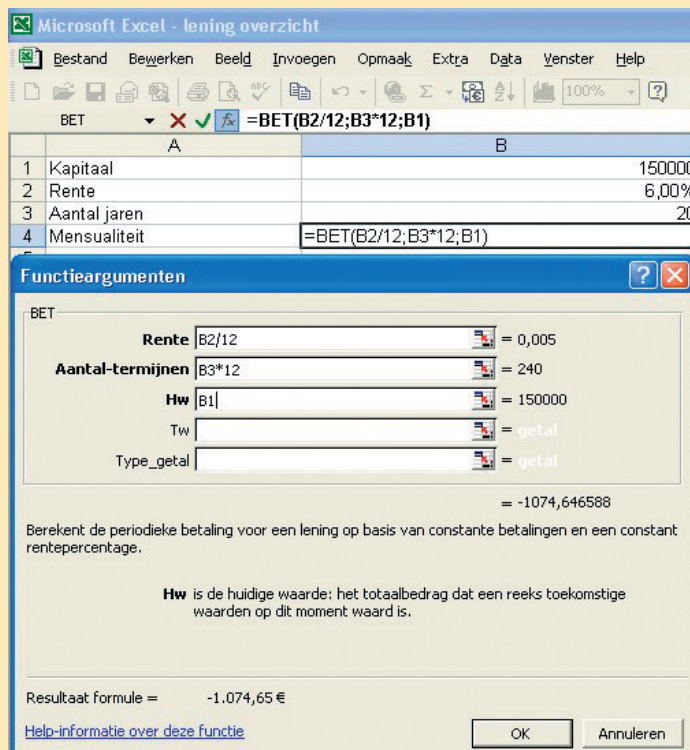 Microsoft Excel - lening overzicht
Bestand Bewerken Beeld Invoegen Opmaak Extra Data Venster Help
100%
BET =BET(B2/12;B3*12;B1)
A B
1 Kapitaal 150000
2 Rente 6,00%
3 Aantal jaren 20
4 Mensualiteit =BET(B2/12;B3*12;B1)
Functieargumenten
BET
Rente B2/12 = 0,005
Aantal-termijnen B3*12 = 240
Hw B1 = 150000
Tw = getal
Type_getal = getal
= -1074,646588
Berekent de periodieke betaling voor een lening op basis van constante betalingen en een constant
rentepercentage.
Hw is de huidige waarde: het totaalbedrag dat een reeks toekomstige
waarden op dit moment waard is.
Resultaat formule = -1.074,65 €
Help-informatie over deze functie OK Annuleren